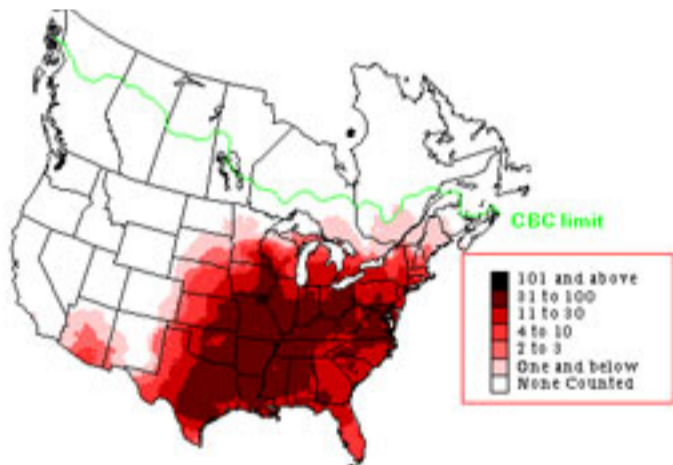 CBC limit
101 and above
31 to 100
11 to 30
4 to 10
2 to 3
One and below
None Counted